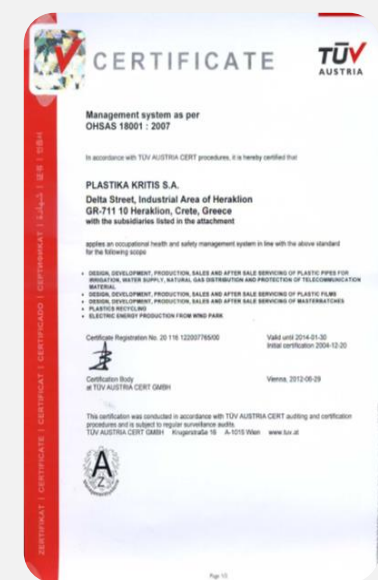 CERTIFICATE
TÜV
AUSTRIA
Management system as per
OHSAS 18001 : 2007
In accordance with TÜV AUSTRIA CERT procedures, it is hereby certified that
PLASTIKA KRITIS S.A.
Delta Street, Industrial Area of Heraklion
GR-711 10 Heraklion, Crete, Greece
with the subsidiaries listed in the attachment
applies an occupational health and safety management system in line with the above standard
for the following scope
• DESIGN, DEVELOPMENT, PRODUCTION, SALES AND AFTER SALE SERVICING OF PLASTIC PIPES FOR
IRRIGATION, WATER SUPPLY, NATURAL GAS DISTRIBUTION AND PROTECTION OF TELECOMMUNICATION
MATERIAL
• DESIGN, DEVELOPMENT, PRODUCTION, SALES AND AFTER SALE SERVICING OF PLASTIC FILMS
• DESIGN, DEVELOPMENT, PRODUCTION, SALES AND AFTER SALE SERVICING OF MASTERBATCHES
• PLASTICS RECYCLING
• ELECTRIC ENERGY PRODUCTION FROM WIND PARK
Certificate Registration No. 20 116 122007765/00
Valid until 2014-01-30
Initial certification 2004-12-20
Certification Body
at TÜV AUSTRIA CERT GMBH
Vienna, 2012-06-29
This certification was conducted in accordance with TÜV AUSTRIA CERT auditing and certification
procedures and is subject to regular surveillance audits.
TÜV AUSTRIA CERT GMBH Krugerstraße 16 A-1015 Wien www.tuv.at
Page 1/3
ZERTIFIKAT | CERTIFICATE | CERTIFICAT | CERTIFICADO | СЕРТИФИКАТ